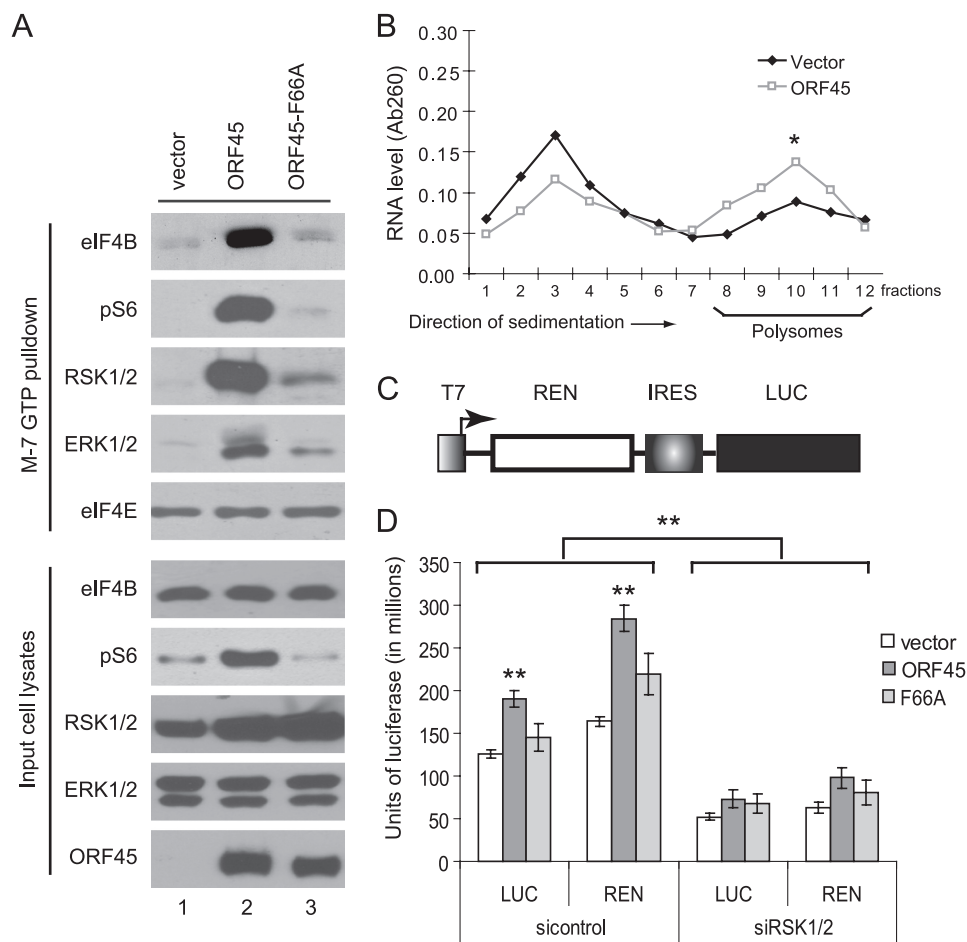 A
vector
ORF45
ORF45-F66A
M-7 GTP pulldown
eIF4B
pS6
RSK1/2
ERK1/2
eIF4E
Input cell lysates
eIF4B
pS6
RSK1/2
ERK1/2
ORF45
1 2 3
B
RNA level (Ab260)
0.30
0.25
0.20
0.15
0.10
0.05
0.00
Vector
ORF45
*
1 2 3 4 5 6 7 8 9 10 11 12 fractions
Direction of sedimentation
Polysomes
C
T7 REN IRES LUC
D
Units of luciferase (in millions)
350
300
250
200
150
100
50
0
**
**
**
vector
ORF45
F66A
LUC REN LUC REN
sicontrol siRSK1/2